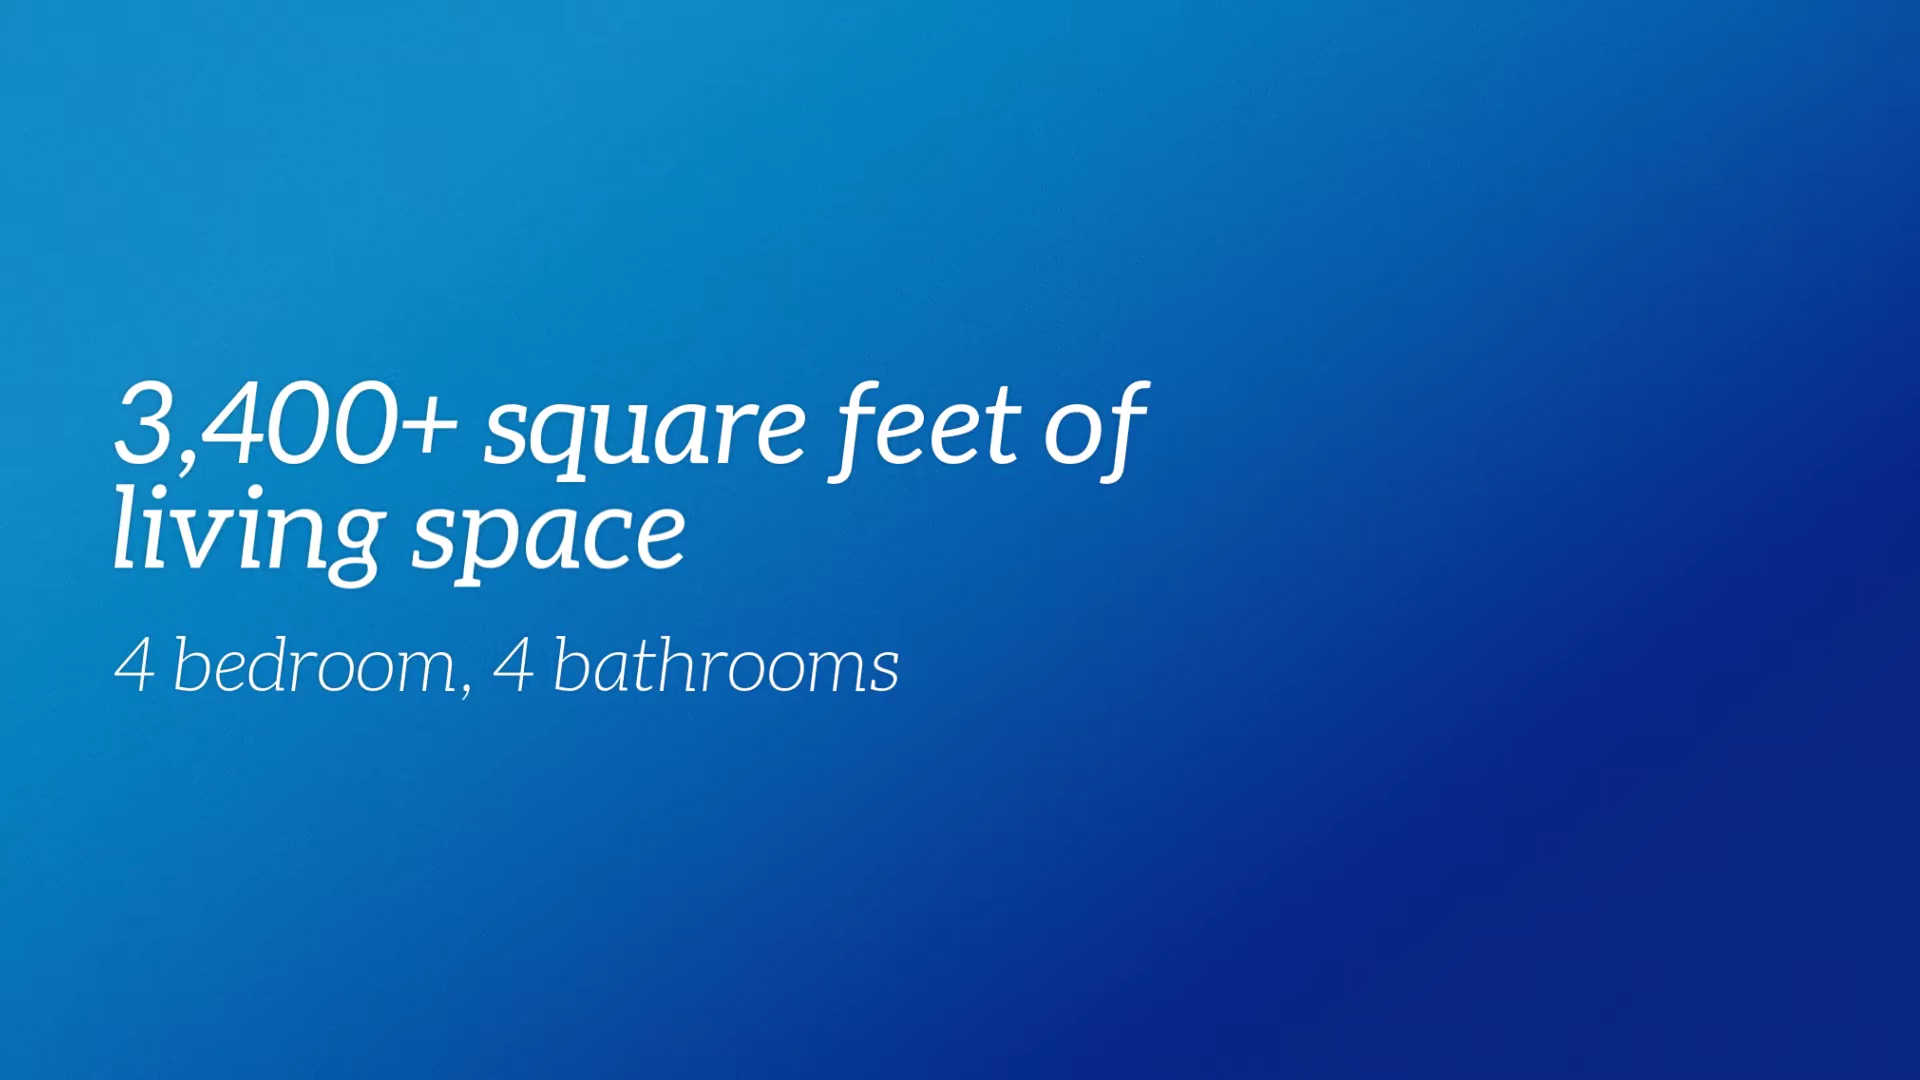 3,400+ square feet of
living space
4 bedroom, 4 bathrooms